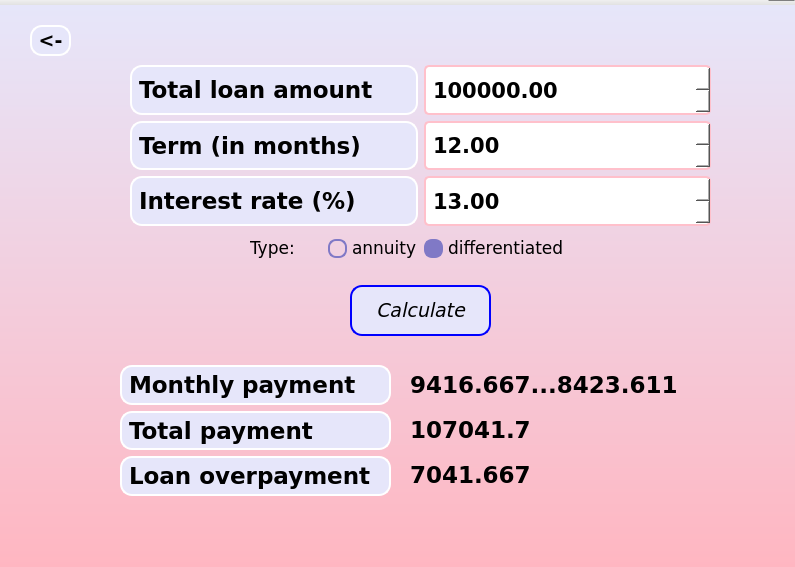 <-
Total loan amount 100000.00
Term (in months) 12.00
Interest rate (%) 13.00
Type: annuity differentiated
Calculate
Monthly payment 9416.667...8423.611
Total payment 107041.7
Loan overpayment 7041.667